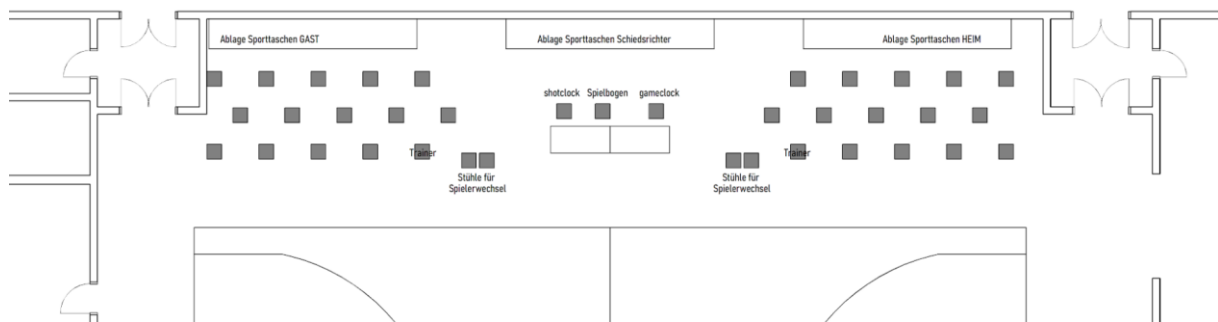 Ablage Sporttaschen GAST
Ablage Sporttaschen Schiedsrichter
Ablage Sporttaschen HEIM
shotclock
Spielbogen
gameclock
Trainer
Trainer
Stühle für
Spielerwechsel
Stühle für
Spielerwechsel